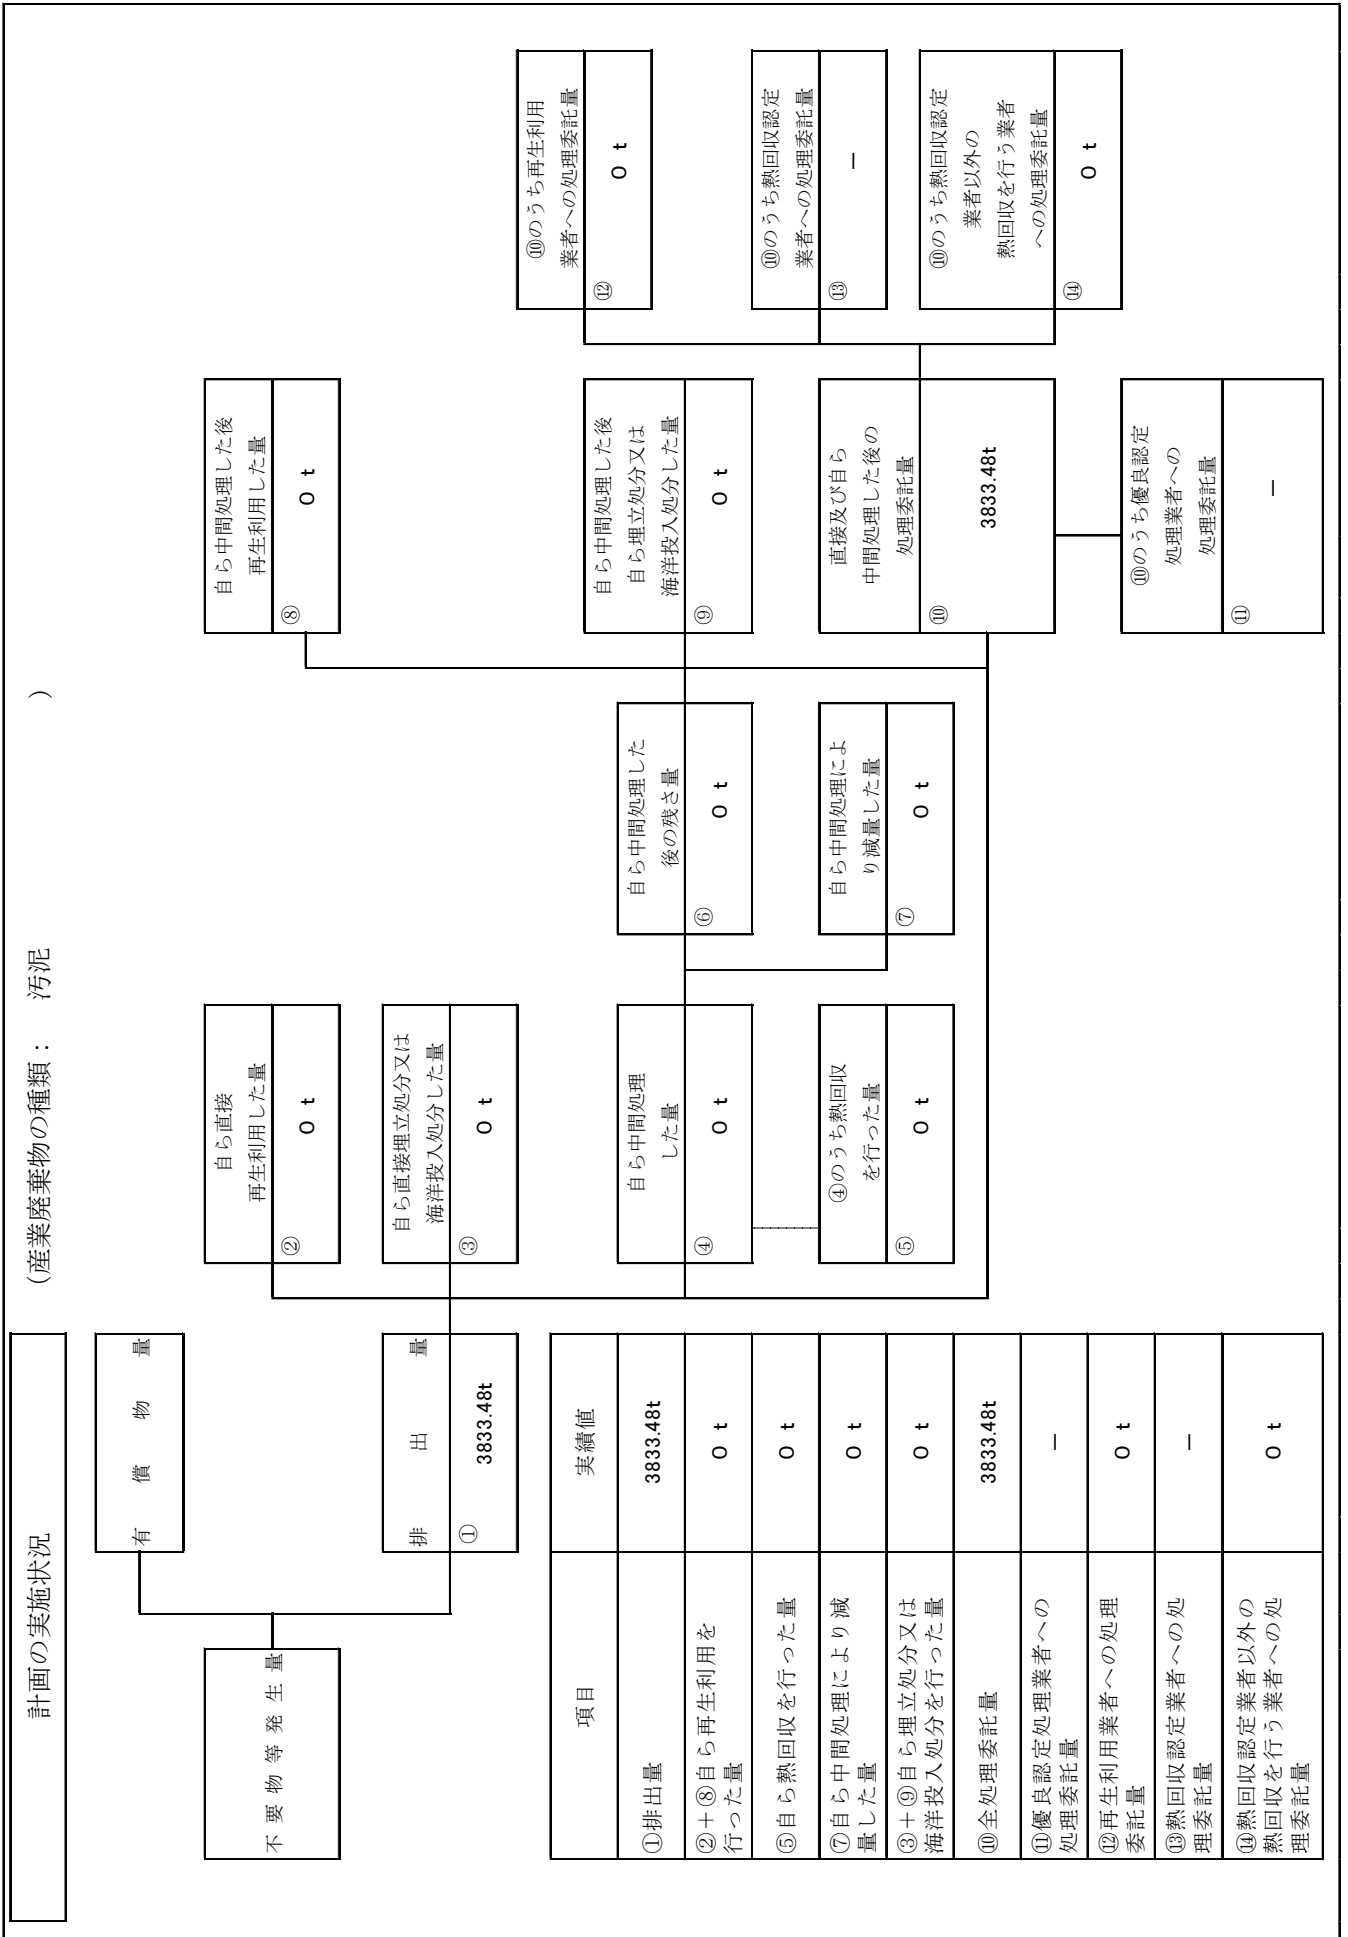 計画の実施状況
（産業廃棄物の種類： 汚泥 ）
不要物等発生量
有償物量
排出量
① 3833.48t
自ら直接
再生利用した量
② 0 t
自ら直接埋立処分又は
海洋投入処分した量
③ 0 t
自ら中間処理
した量
④ 0 t
④のうち熱回収
を行った量
⑤ 0 t
自ら中間処理した
後の残さ量
⑥ 0 t
自ら中間処理によ
り減量した量
⑦ 0 t
自ら中間処理した後
再生利用した量
⑧ 0 t
自ら中間処理した後
自ら埋立処分又は
海洋投入処分した量
⑨ 0 t
直接及び自ら
中間処理した後の
処理委託量
⑩ 3833.48t
⑩のうち優良認定
処理業者への
処理委託量
⑪ －
⑩のうち再生利用
業者への処理委託量
⑫ 0 t
⑩のうち熱回収認定
業者への処理委託量
⑬ －
⑩のうち熱回収認定
業者以外の
熱回収を行う業者
への処理委託量
⑭ 0 t
項目 実績値
①排出量 3833.48t
②＋⑧自ら再生利用を
行った量 0 t
⑤自ら熱回収を行った量 0 t
⑦自ら中間処理により減
量した量 0 t
③＋⑨自ら埋立処分又は
海洋投入処分を行った量 0 t
⑩全処理委託量 3833.48t
⑪優良認定処理業者への
処理委託量 －
⑫再生利用業者への処理
委託量 0 t
⑬熱回収認定業者への処
理委託量 －
⑭熱回収認定業者以外の
熱回収を行う業者への処
理委託量 0 t